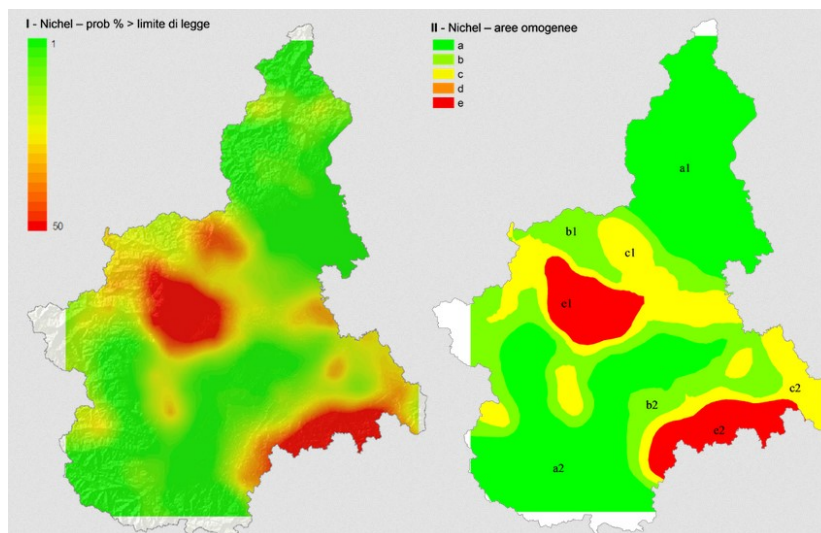 I - Nichel – prob % > limite di legge
1
50
II - Nichel – aree omogenee
a
b
c
d
e
a1
b1
c1
e1
c2
b2
e2
a2